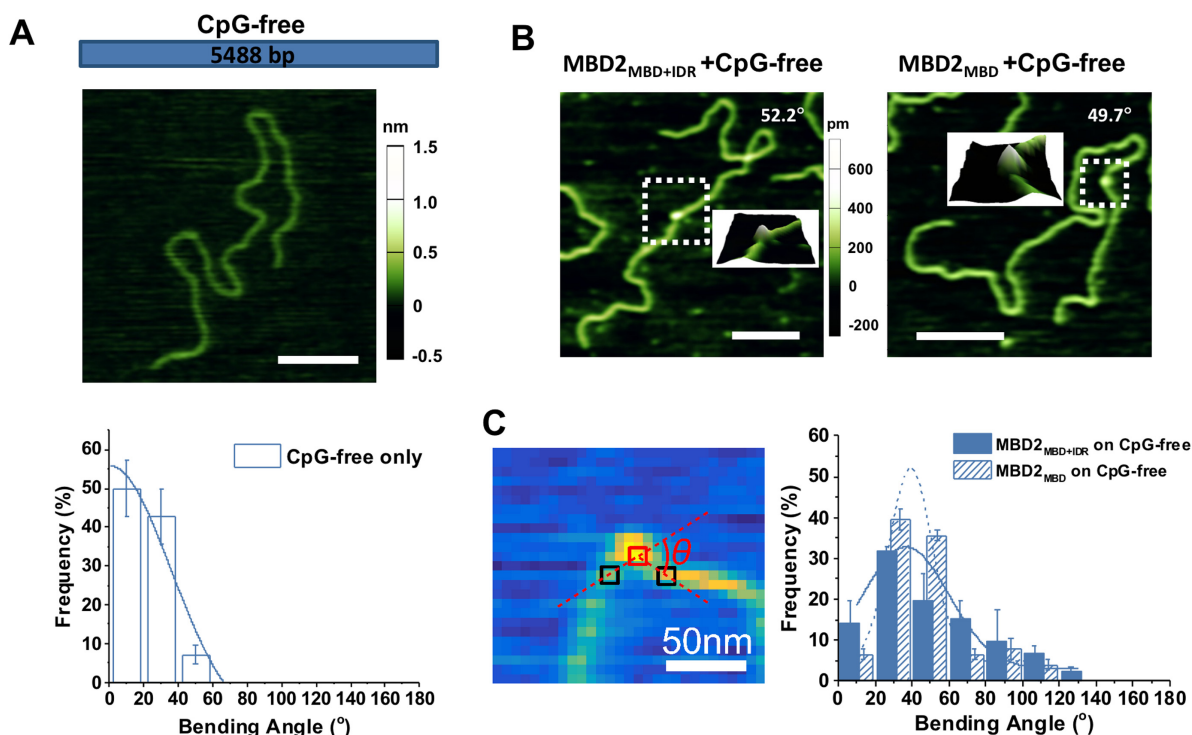 A
CpG-free
5488 bp
nm
1.5
1.0
0.5
0
-0.5
B
MBD2MBD+IDR +CpG-free
52.2°
pm
600
400
200
0
-200
MBD2MBD +CpG-free
49.7°
60
50
40
30
20
10
0
Frequency (%)
CpG-free only
0 20 40 60 80 100 120 140 160 180
Bending Angle (°)
C
θ
50nm
60
50
40
30
20
10
0
Frequency (%)
MBD2MBD+IDR on CpG-free
MBD2MBD on CpG-free
0 20 40 60 80 100 120 140 160 180
Bending Angle (°)